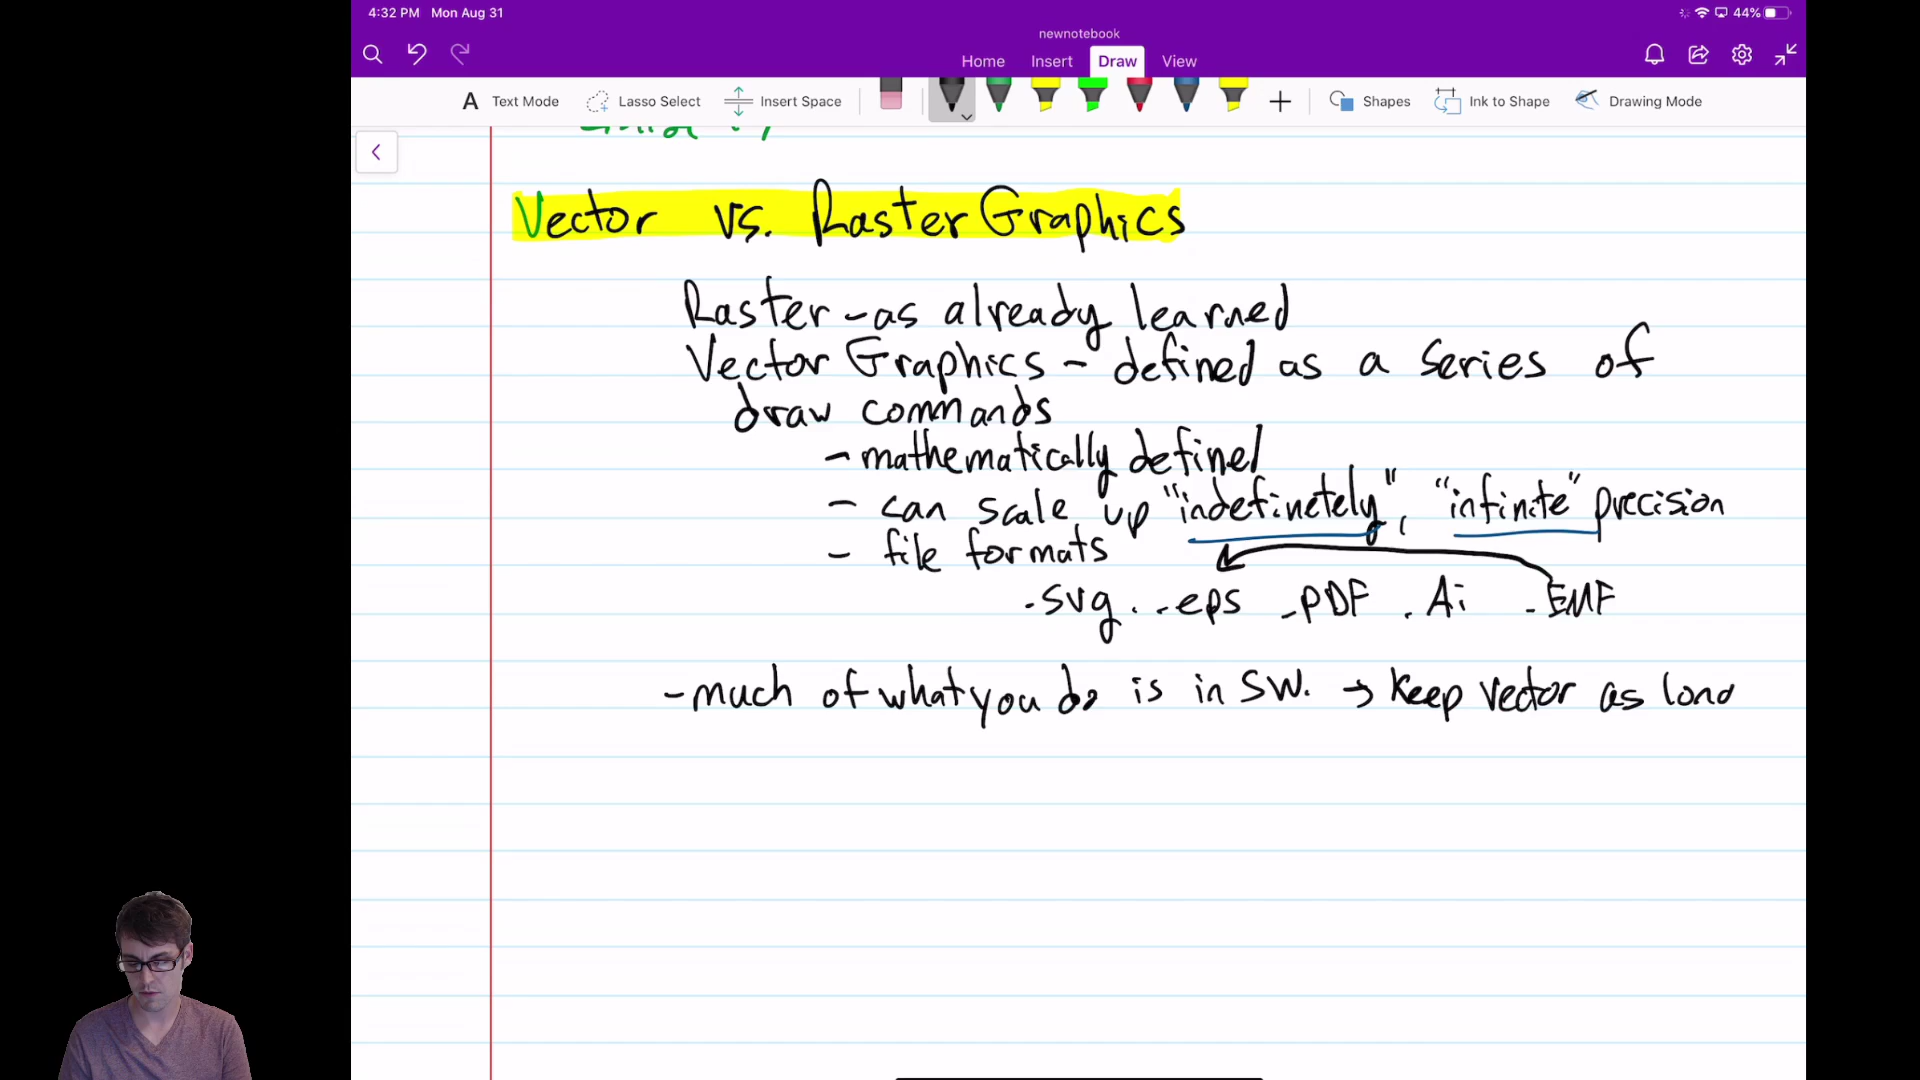 4:32 PM Mon Aug 31
44%
newnotebook
Home Insert Draw View
A Text Mode Lasso Select Insert Space Shapes Ink to Shape Drawing Mode
Vector vs. Raster Graphics
Raster - as already learned
Vector Graphics - defined as a series of
draw commands
- mathematically defined
- can scale up "indefinetely", "infinite" precision
- file formats
.svg . .eps .PDF . Ai . EMF
- much of what you do is in SW. → Keep vector as long